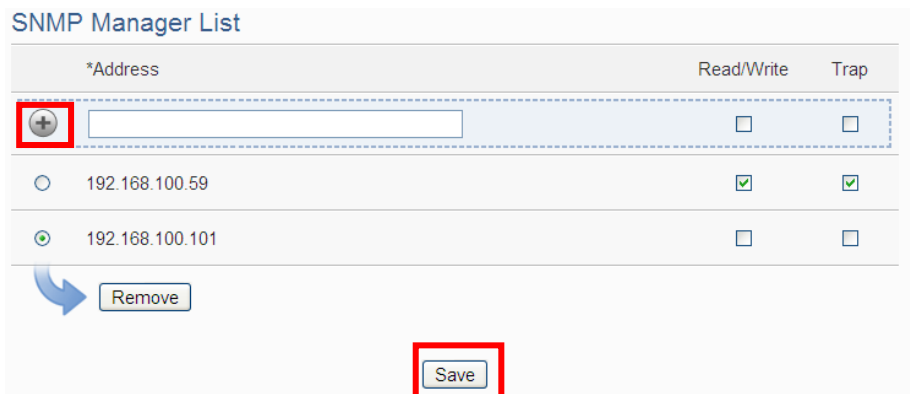 SNMP Manager List
*Address Read/Write Trap
192.168.100.59
192.168.100.101
Remove
Save